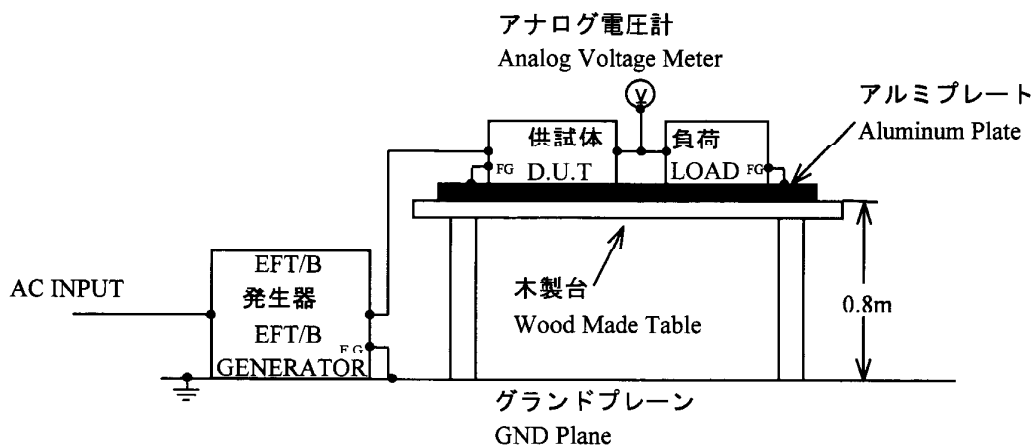 アナログ電圧計
Analog Voltage Meter
V
アルミプレート
Aluminum Plate
供試体
FG
D.U.T
負荷
LOAD FG
AC INPUT
EFT/B
発生器
EFT/B
FG
GENERATOR
木製台
Wood Made Table
0.8m
グランドプレーン
GND Plane